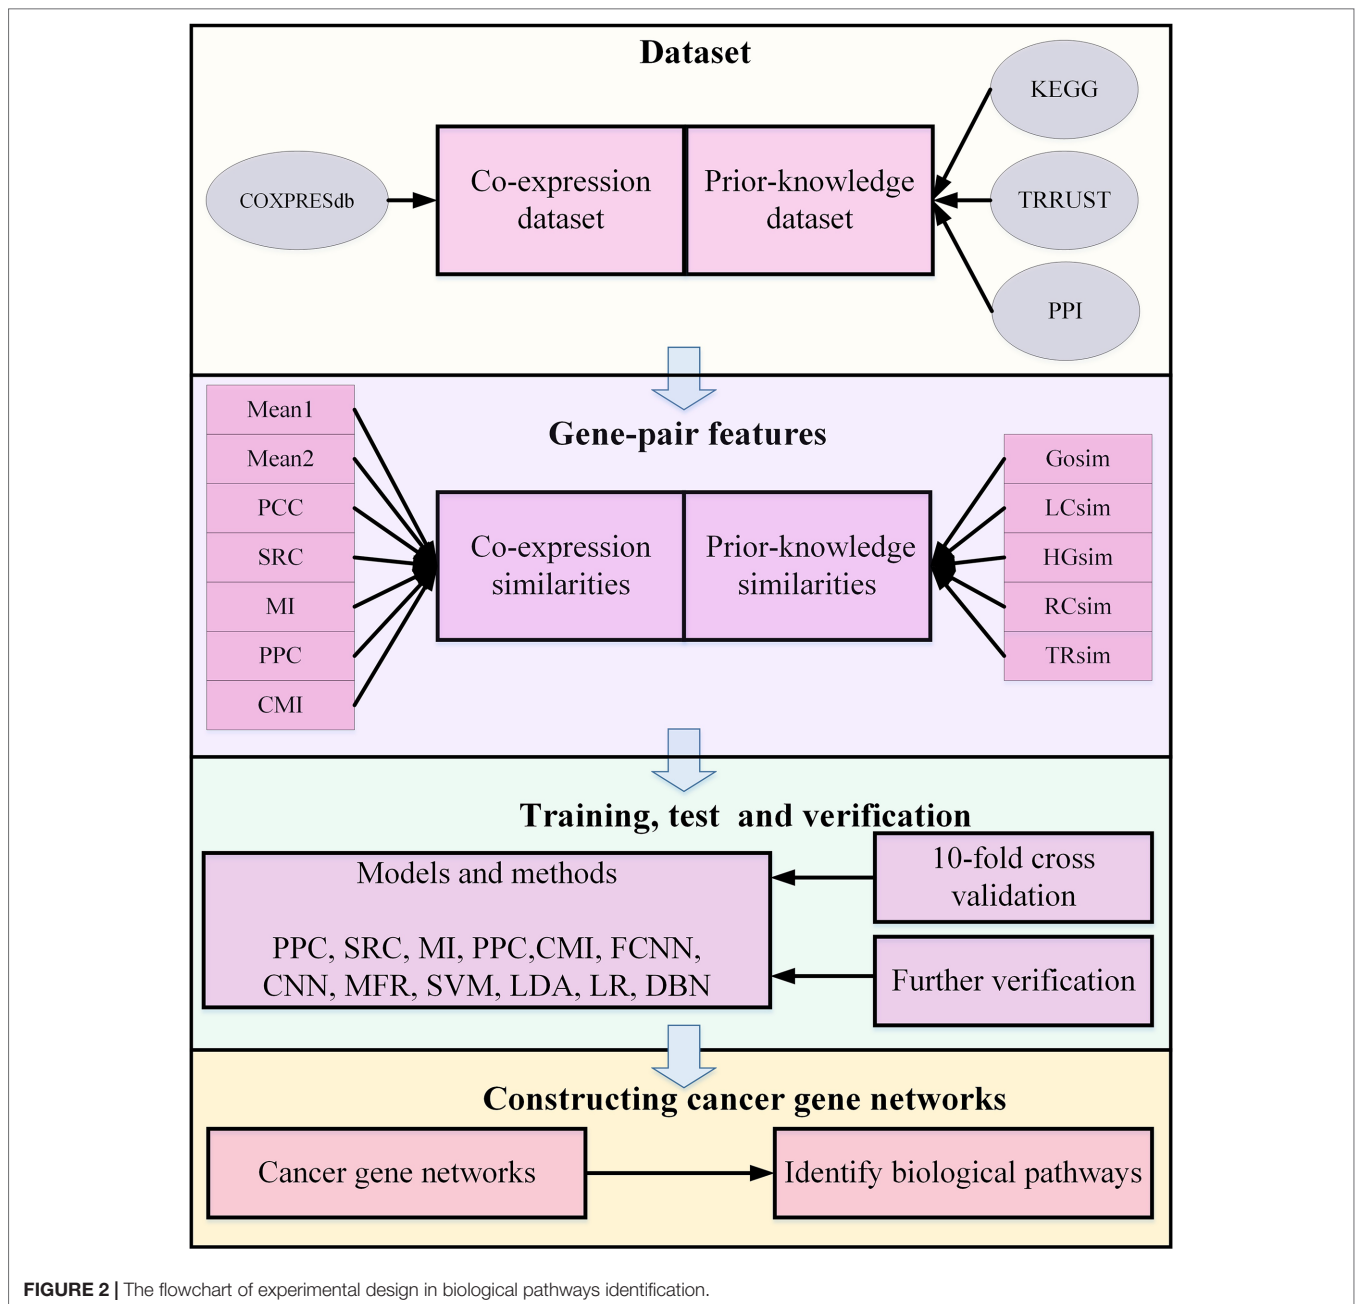 Dataset
KEGG
COXPRESdb
Co-expression
dataset
Prior-knowledge
dataset
TRRUST
PPI
Gene-pair features
Mean1
Mean2
PCC
SRC
MI
PPC
CMI
Co-expression
similarities
Prior-knowledge
similarities
Gosim
LCsim
HGsim
RCsim
TRsim
Training, test  and verification
Models and methods
PPC, SRC, MI, PPC,CMI, FCNN,
CNN, MFR, SVM, LDA, LR, DBN
10-fold cross
validation
Further verification
Constructing cancer gene networks
Cancer gene networks
Identify biological pathways
FIGURE 2 | The flowchart of experimental design in biological pathways identification.